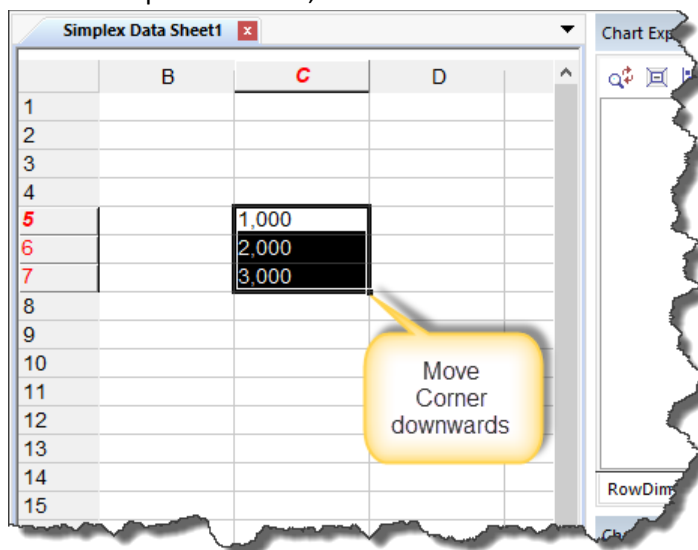 Simplex Data Sheet1 x
Chart Exp
B C D
1
2
3
4
5 1,000
6 2,000
7 3,000
8
9
10
11
12
13
14
15
Move
Corner
downwards
RowDim